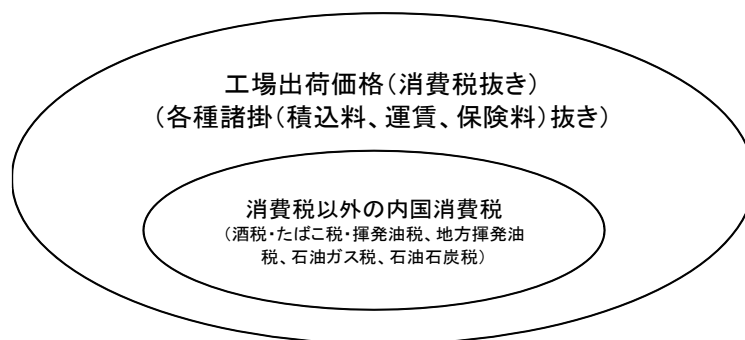 工場出荷価格（消費税抜き）
（各種諸掛（積込料、運賃、保険料）抜き）
消費税以外の内国消費税
（酒税・たばこ税・揮発油税、地方揮発油
税、石油ガス税、石油石炭税）